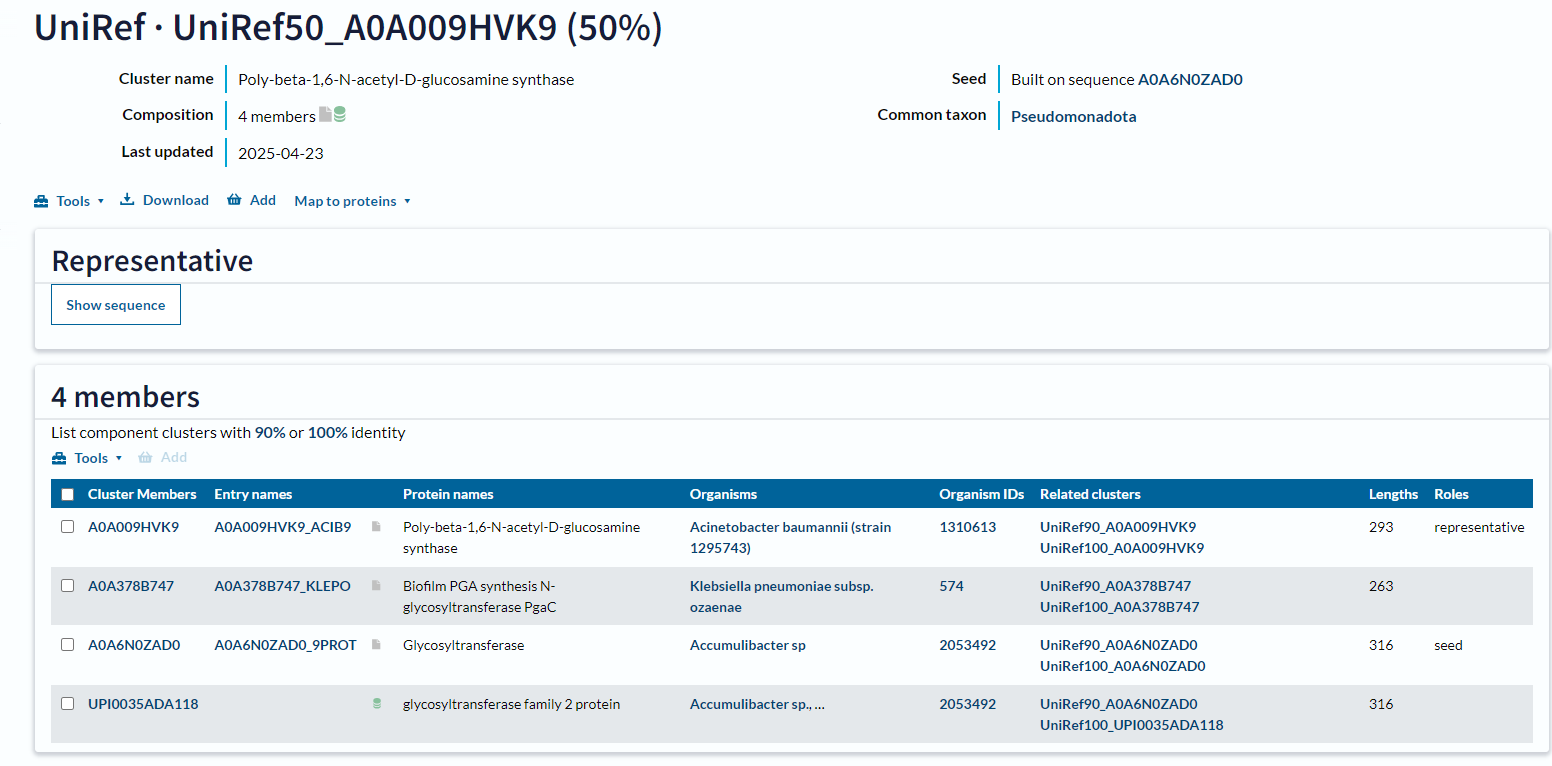 UniRef · UniRef50_A0A009HVK9 (50%)
Cluster name Poly-beta-1,6-N-acetyl-D-glucosamine synthase
Seed Built on sequence A0A6N0ZAD0
Composition 4 members
Common taxon Pseudomonadota
Last updated 2025-04-23
Tools Download Add Map to proteins
Representative
Show sequence
4 members
List component clusters with 90% or 100% identity
Tools Add
Cluster Members Entry names Protein names Organisms Organism IDs Related clusters Lengths Roles
A0A009HVK9 A0A009HVK9_ACIB9 Poly-beta-1,6-N-acetyl-D-glucosamine Acinetobacter baumannii (strain 1310613 UniRef90_A0A009HVK9 293 representative
synthase 1295743) UniRef100_A0A009HVK9
A0A378B747 A0A378B747_KLEPO Biofilm PGA synthesis N- Klebsiella pneumoniae subsp. 574 UniRef90_A0A378B747 263
glycosyltransferase PgaC ozaenae UniRef100_A0A378B747
A0A6N0ZAD0 A0A6N0ZAD0_9PROT Glycosyltransferase Accumulibacter sp 2053492 UniRef90_A0A6N0ZAD0 316 seed
UniRef100_A0A6N0ZAD0
UPI0035ADA118 glycosyltransferase family 2 protein Accumulibacter sp., ... 2053492 UniRef90_A0A6N0ZAD0 316
UniRef100_UPI0035ADA118